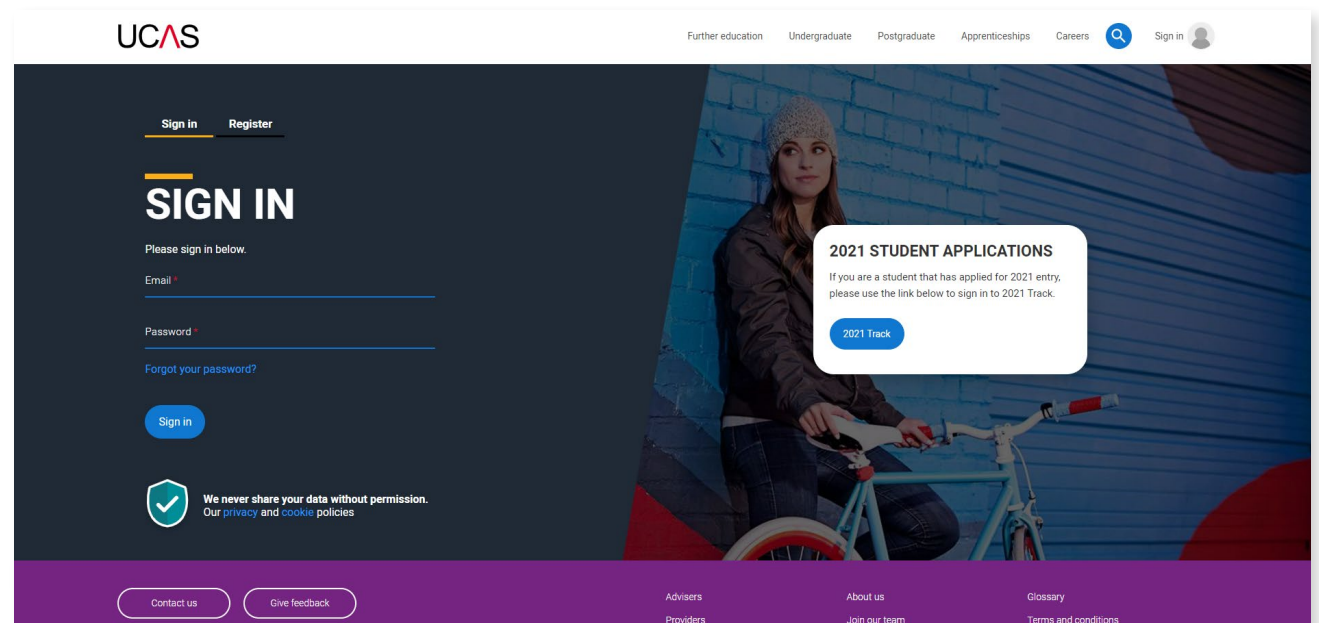 UCAS
Further education Undergraduate Postgraduate Apprenticeships Careers Sign in
Sign in Register
SIGN IN
Please sign in below.
Email *
Password *
Forgot your password?
Sign in
We never share your data without permission.
Our privacy and cookie policies
2021 STUDENT APPLICATIONS
If you are a student that has applied for 2021 entry,
please use the link below to sign in to 2021 Track.
2021 Track
Contact us Give feedback
Advisers About us Glossary
Providers Join our team Terms and conditions